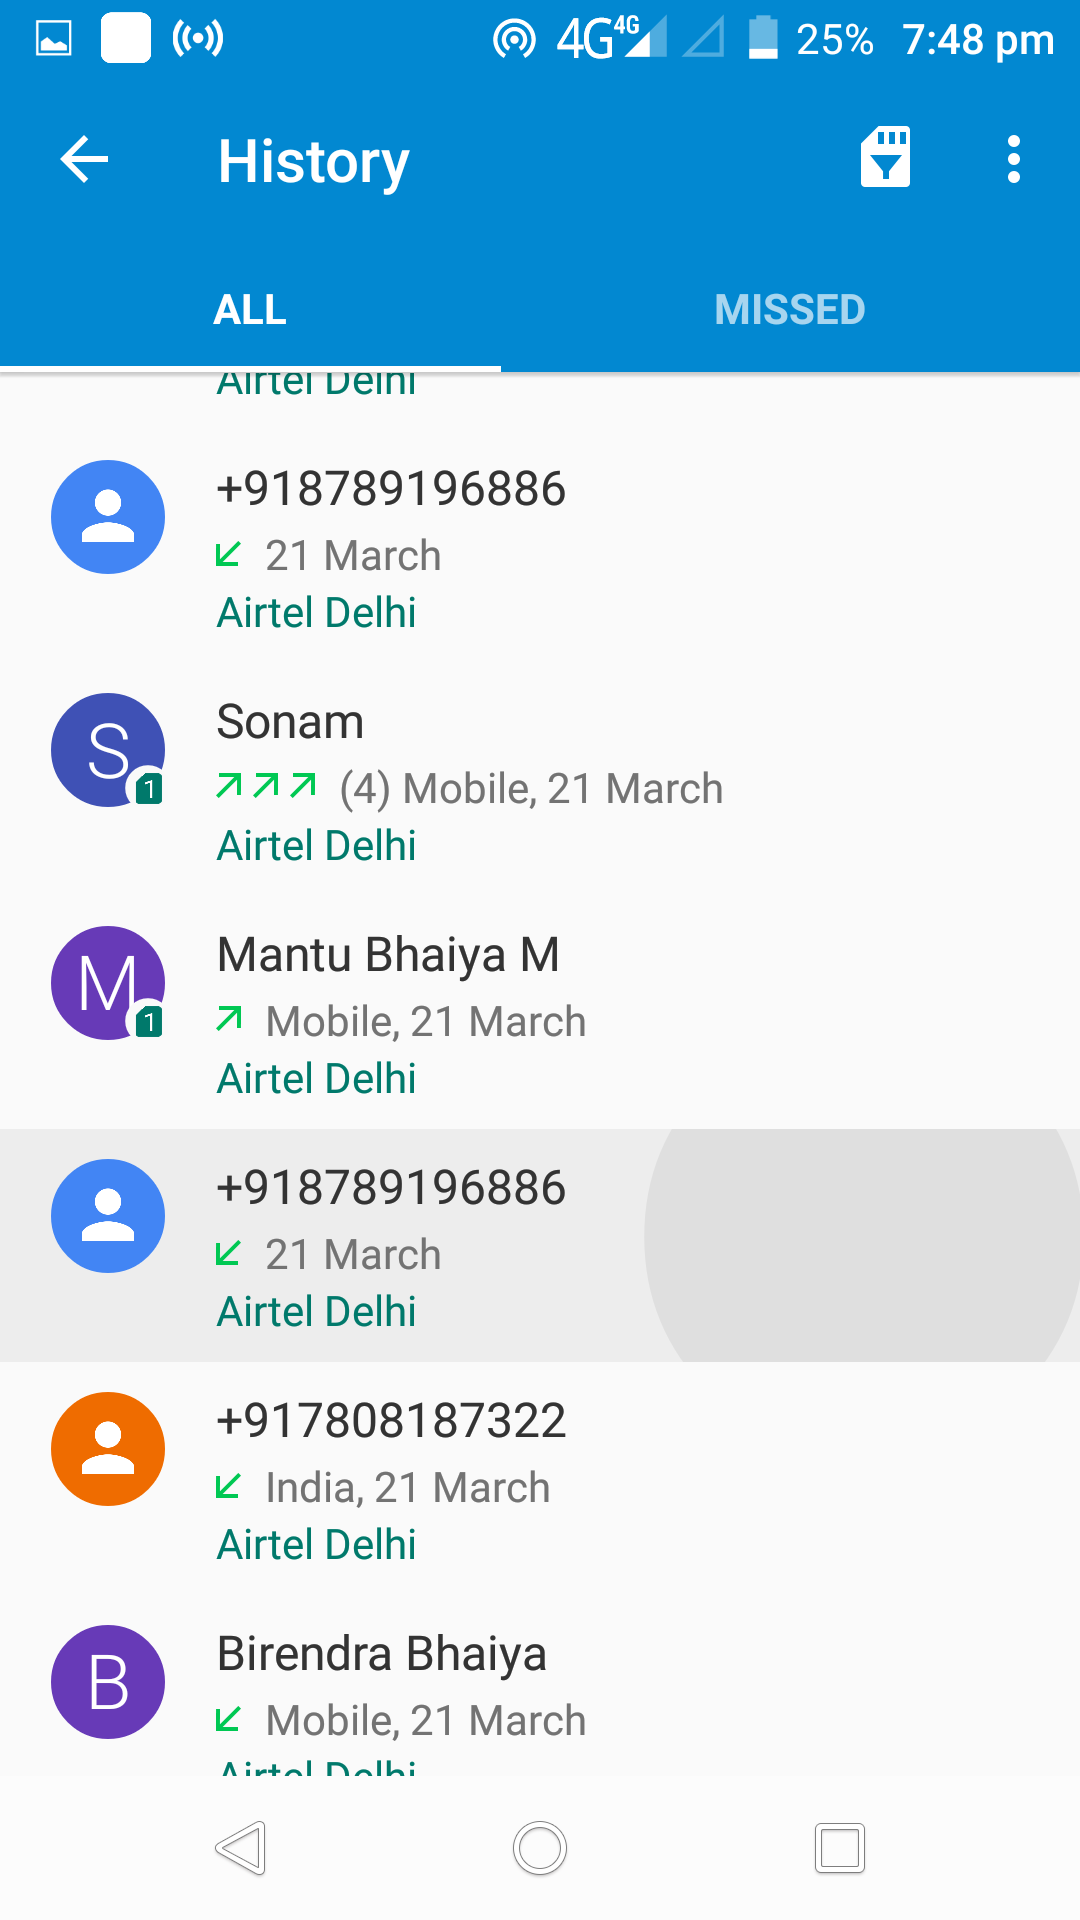 4G 4G 25% 7:48 pm
History
ALL MISSED
Airtel Delhi
+918789196886
21 March
Airtel Delhi
S
1
Sonam
(4) Mobile, 21 March
Airtel Delhi
M
1
Mantu Bhaiya M
Mobile, 21 March
Airtel Delhi
+918789196886
21 March
Airtel Delhi
+917808187322
India, 21 March
Airtel Delhi
B
Birendra Bhaiya
Mobile, 21 March
Airtel Delhi